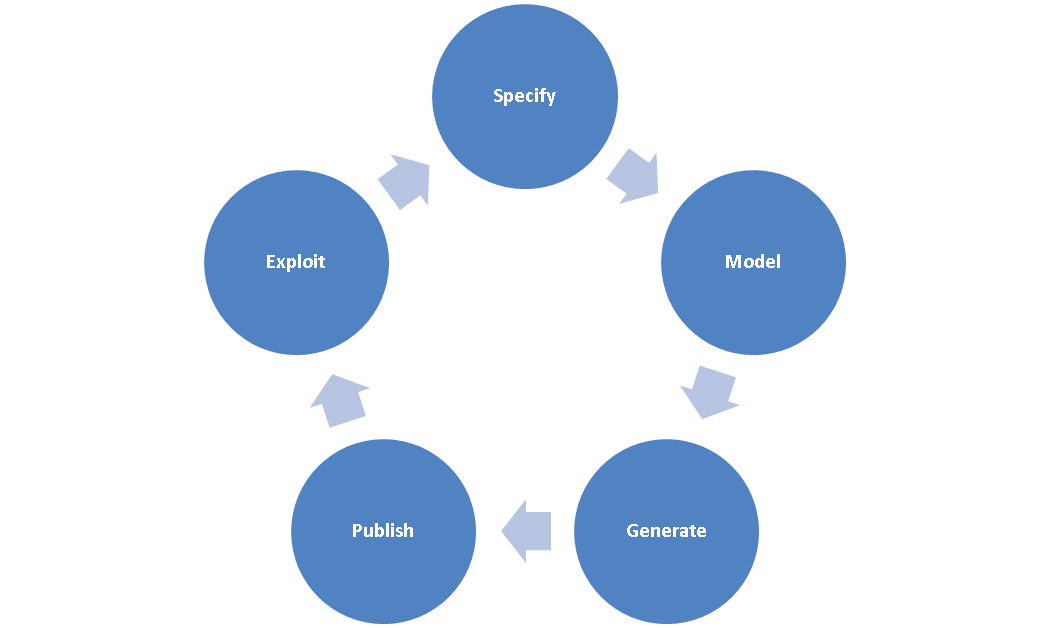 Specify
Model
Generate
Publish
Exploit